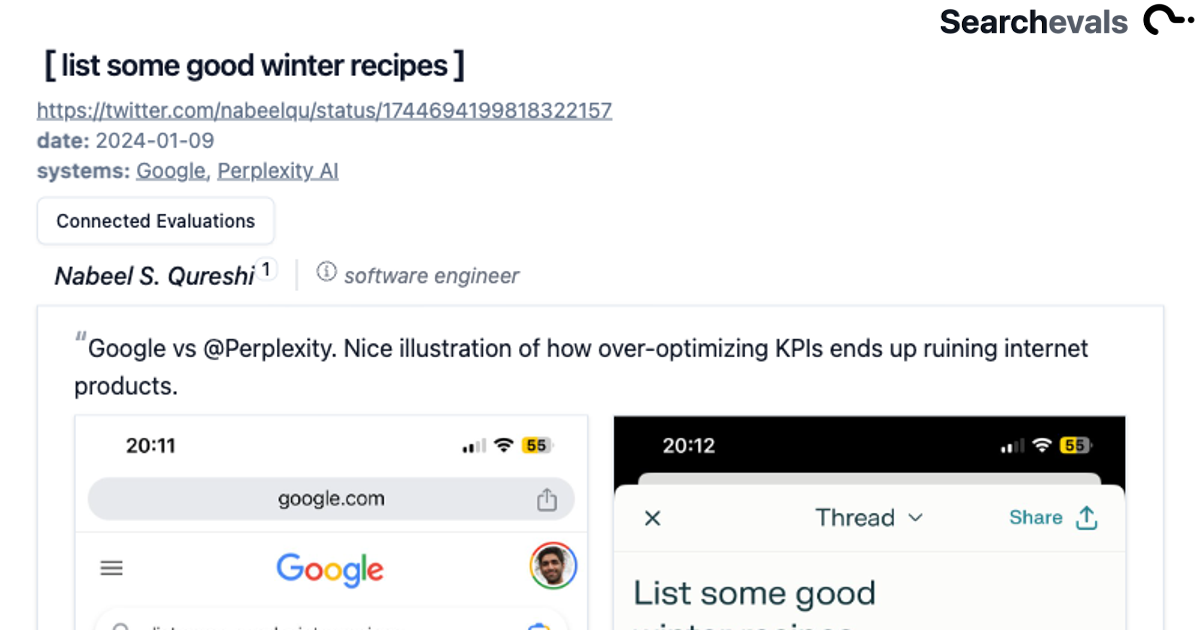 Searchevals
[ list some good winter recipes ]
https://twitter.com/nabeelqu/status/1744694199818322157
date: 2024-01-09
systems: Google, Perplexity AI
Connected Evaluations
Nabeel S. Qureshi 1 software engineer
"Google vs @Perplexity. Nice illustration of how over-optimizing KPIs ends up ruining internet
products.
20:11 55
google.com
Google
20:12 55
Thread Share
List some good
winter recipes